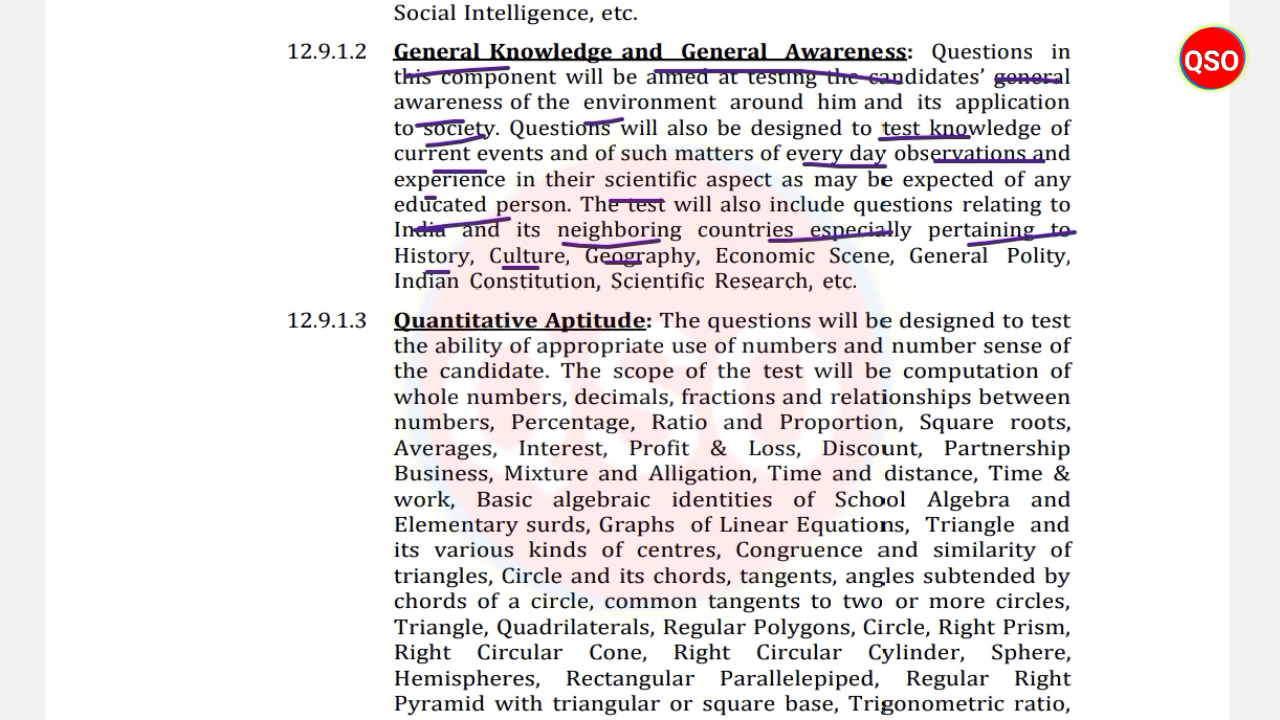 Social Intelligence, etc.
QSO
12.9.1.2 General Knowledge and General Awareness: Questions in
this component will be aimed at testing the candidates’ general
awareness of the environment around him and its application
to society. Questions will also be designed to test knowledge of
current events and of such matters of every day observations and
experience in their scientific aspect as may be expected of any
educated person. The test will also include questions relating to
India and its neighboring countries especially pertaining to
History, Culture, Geography, Economic Scene, General Polity,
Indian Constitution, Scientific Research, etc.
12.9.1.3 Quantitative Aptitude: The questions will be designed to test
the ability of appropriate use of numbers and number sense of
the candidate. The scope of the test will be computation of
whole numbers, decimals, fractions and relationships between
numbers, Percentage, Ratio and Proportion, Square roots,
Averages, Interest, Profit & Loss, Discount, Partnership
Business, Mixture and Alligation, Time and distance, Time &
work, Basic algebraic identities of School Algebra and
Elementary surds, Graphs of Linear Equations, Triangle and
its various kinds of centres, Congruence and similarity of
triangles, Circle and its chords, tangents, angles subtended by
chords of a circle, common tangents to two or more circles,
Triangle, Quadrilaterals, Regular Polygons, Circle, Right Prism,
Right Circular Cone, Right Circular Cylinder, Sphere,
Hemispheres, Rectangular Parallelepiped, Regular Right
Pyramid with triangular or square base, Trigonometric ratio,
QSO